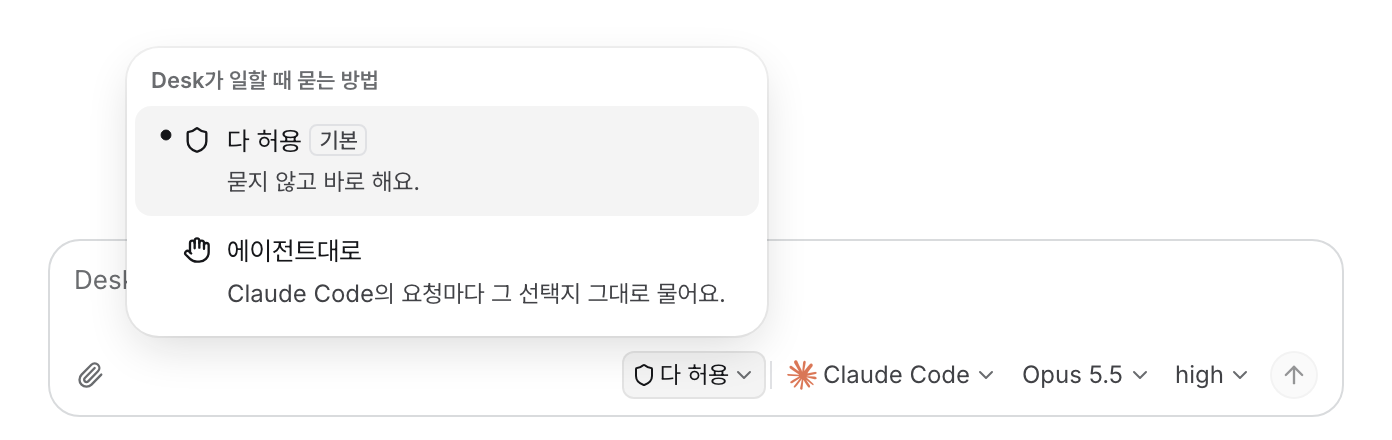 Desk가 일할 때 묻는 방법
다 허용 기본
묻지 않고 바로 해요.
에이전트대로
Claude Code의 요청마다 그 선택지 그대로 물어요.
Desk
다 허용 Claude Code Opus 5.5 high